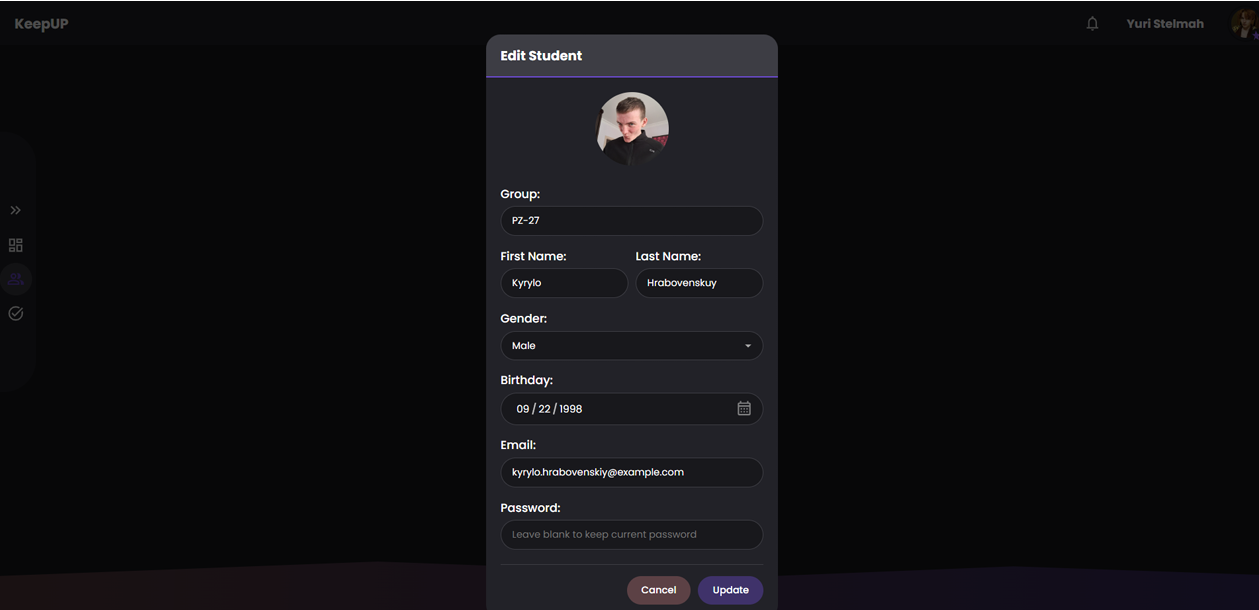 KeepUP
Yuri Stelmah
Edit Student
Group:
PZ-27
First Name: Last Name:
Kyrylo Hrabovenskuy
Gender:
Male
Birthday:
09 / 22 / 1998
Email:
kyrylo.hrabovenskiy@example.com
Password:
Leave blank to keep current password
Cancel Update